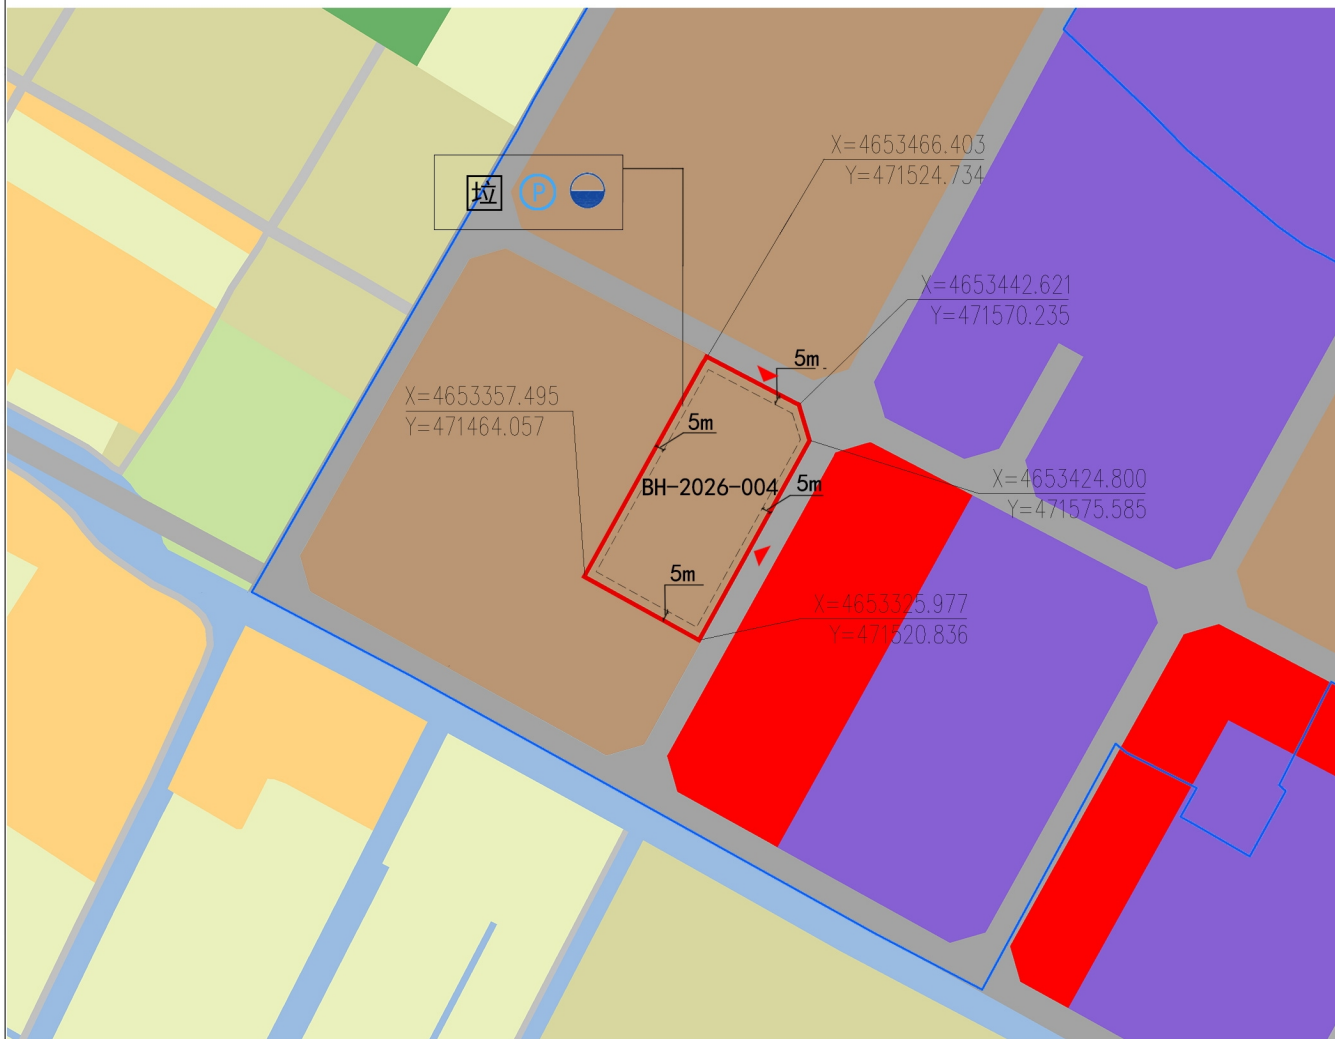 X=4653466.403
Y=471524.734
垃 P
X=4653442.621
Y=471570.235
5m
X=4653357.495
Y=471464.057
5m
BH-2026-004
5m
X=4653424.800
Y=471575.585
5m
X=4653325.977
Y=471520.836